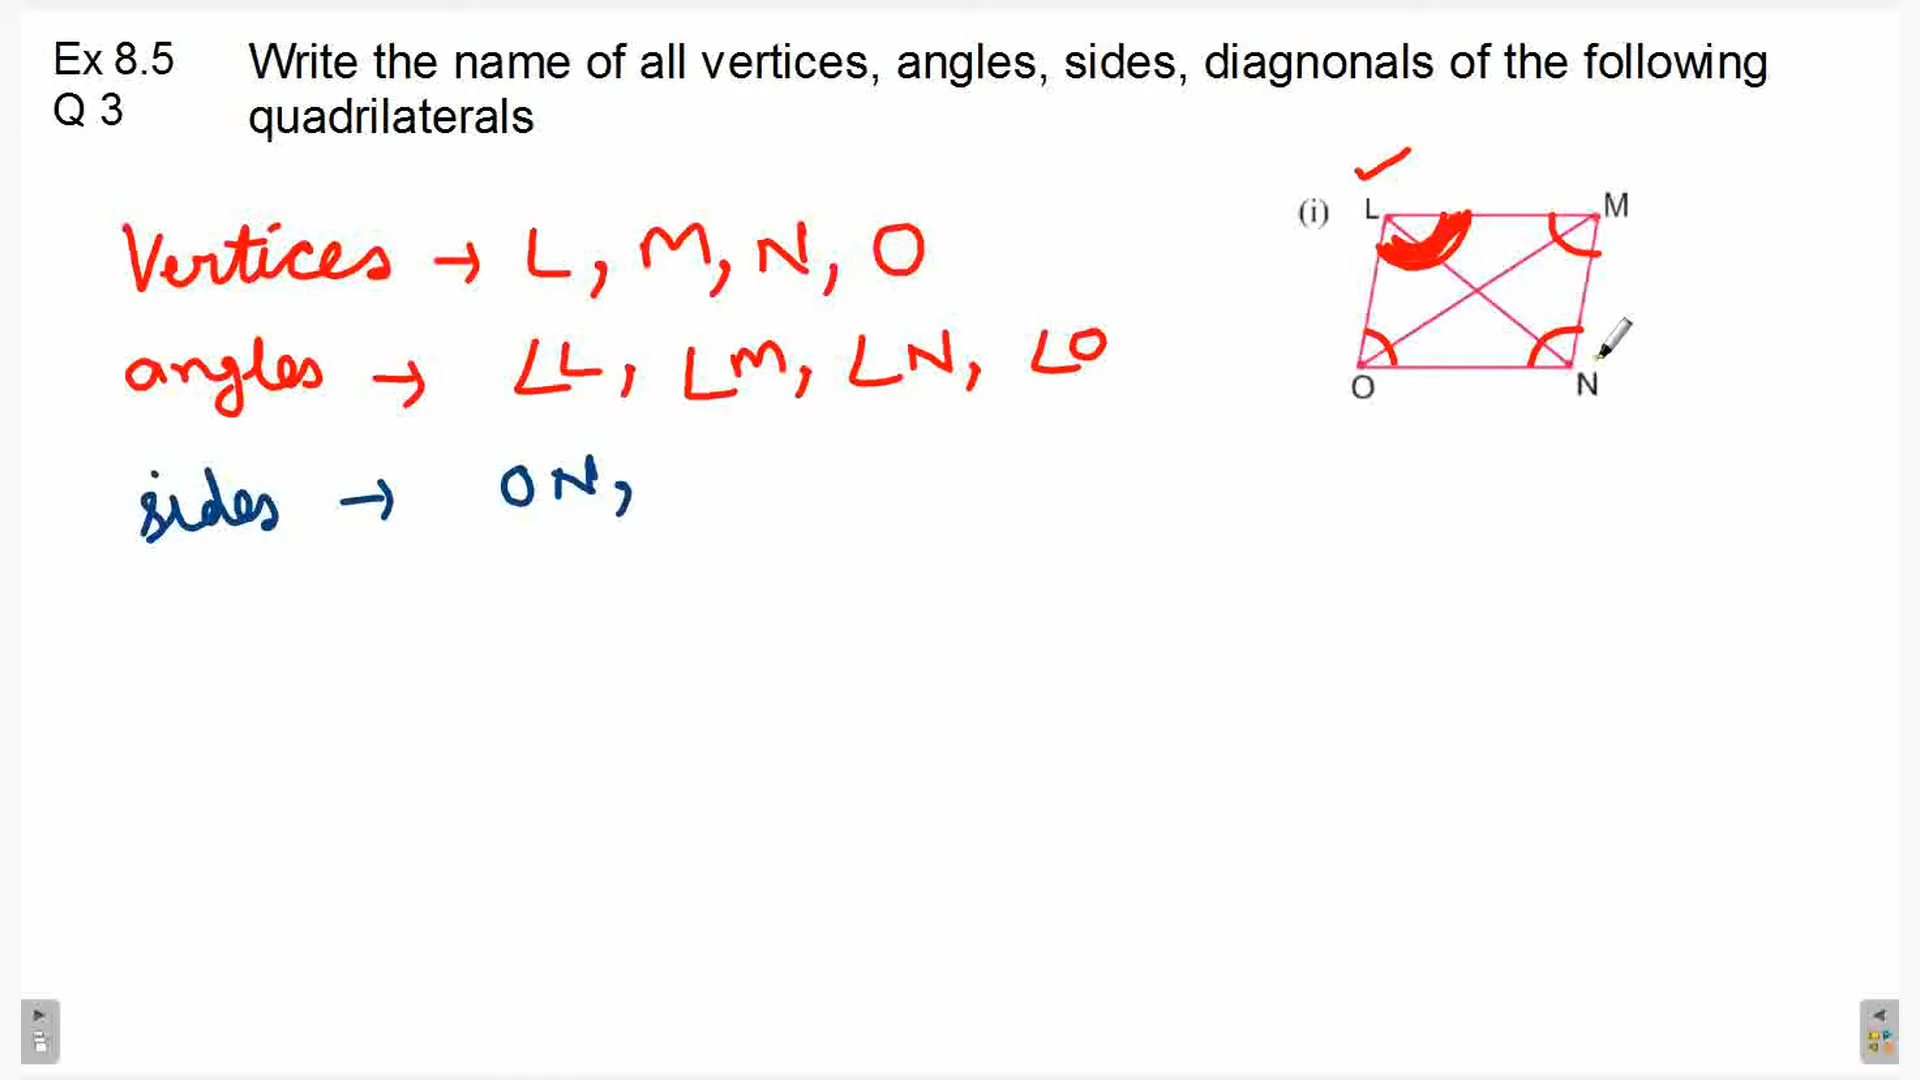 Ex 8.5 Write the name of all vertices, angles, sides, diagnonals of the following
Q 3 quadrilaterals
(i) L M
O N
Vertices → L, M, N, O
angles → ∠L, ∠M, ∠N, ∠O
sides → ON,